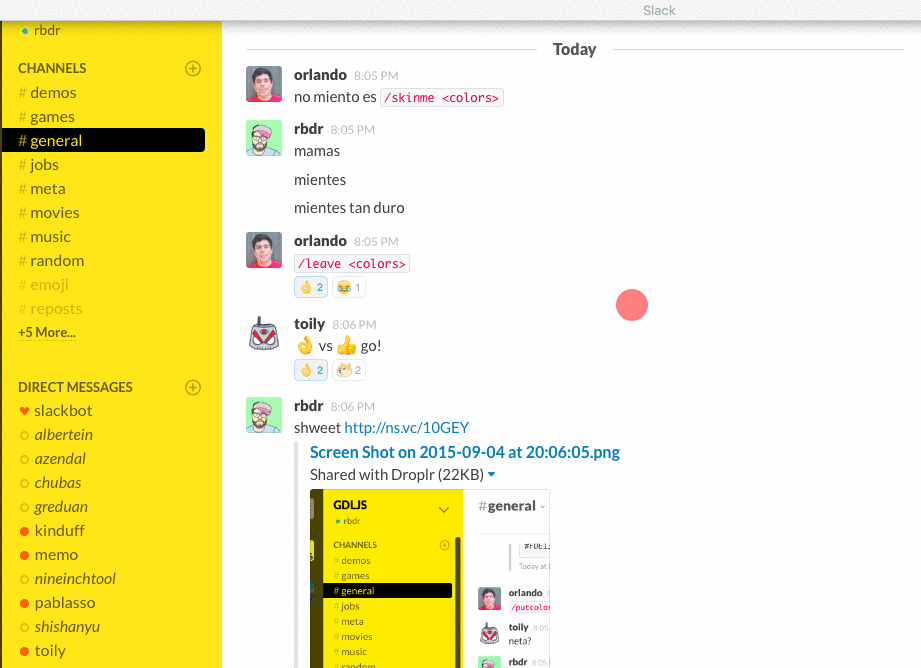 Slack
rbdr
CHANNELS
# demos
# games
# general
# jobs
# meta
# movies
# music
# random
# emoji
# reposts
+5 More...
DIRECT MESSAGES
slackbot
albertein
azendal
chubas
greduan
kinduff
memo
nineinchtool
pablasso
shishanyu
toily
Today
orlando 8:05 PM
no miento es /skinme <colors>
rbdr 8:05 PM
mamas
mientes
mientes tan duro
orlando 8:05 PM
/leave <colors>
👌 2 😂 1
toily 8:06 PM
👌 vs 👍 go!
👌 2 2
rbdr 8:06 PM
shweet http://ns.vc/10GEY
Screen Shot on 2015-09-04 at 20:06:05.png
Shared with Droplr (22KB)
GDLJS
rbdr
CHANNELS
# demos
# games
# general
# jobs
# meta
# movies
# music
# random
#general
Today at
orlando
/putcolor
toily 8:05
neta?
rbdr 8:05